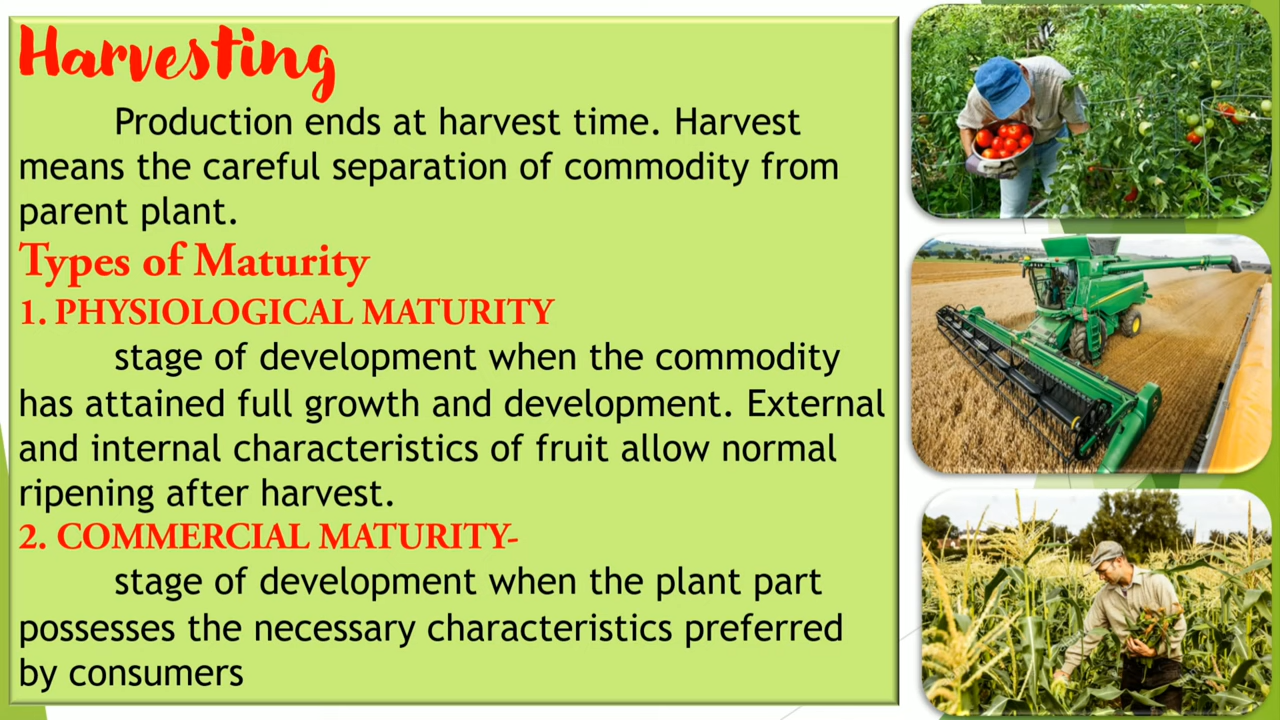 Harvesting
Production ends at harvest time. Harvest
means the careful separation of commodity from
parent plant.
Types of Maturity
1. PHYSIOLOGICAL MATURITY
stage of development when the commodity
has attained full growth and development. External
and internal characteristics of fruit allow normal
ripening after harvest.
2. COMMERCIAL MATURITY-
stage of development when the plant part
possesses the necessary characteristics preferred
by consumers